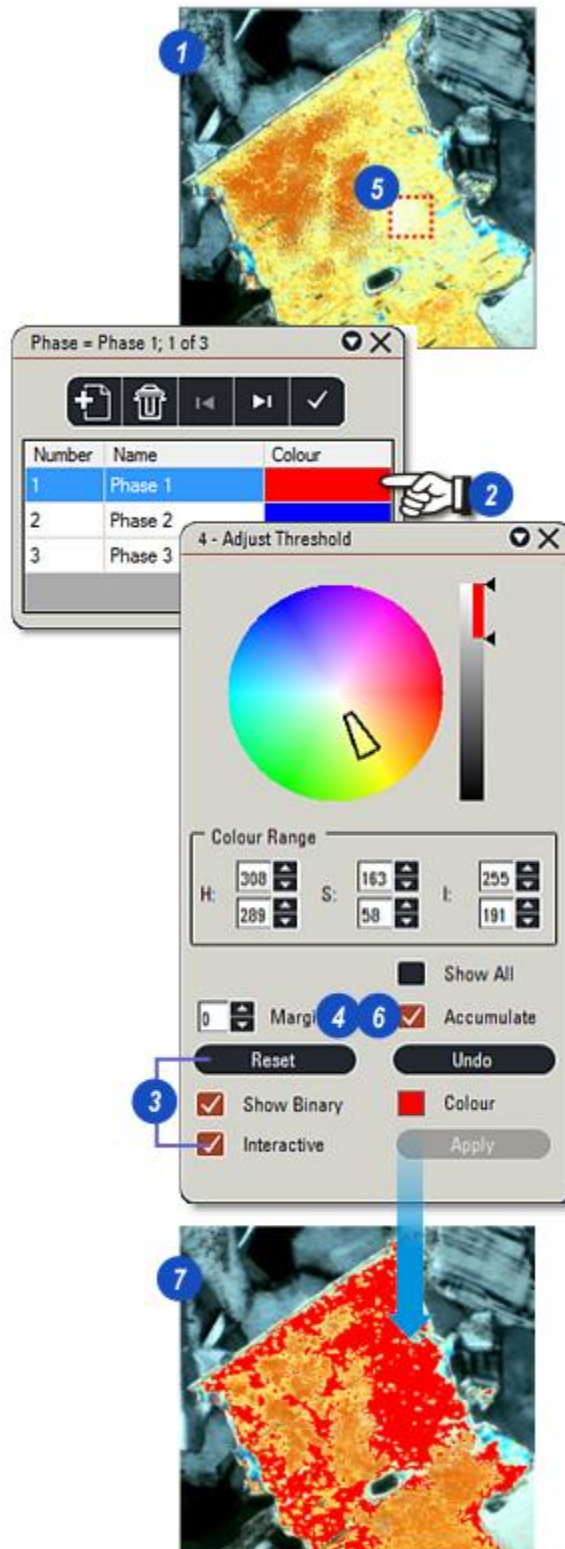 1
5
Phase = Phase 1; 1 of 3
Number Name Colour
1 Phase 1
2
2 Phase 2
3 Phase 3
4 - Adjust Threshold
Colour Range
H: 308 S: 163 I: 255
289 58 191
Show All
0 Margi 4 6 Accumulate
Reset Undo
3
Show Binary Colour
Interactive Apply
7